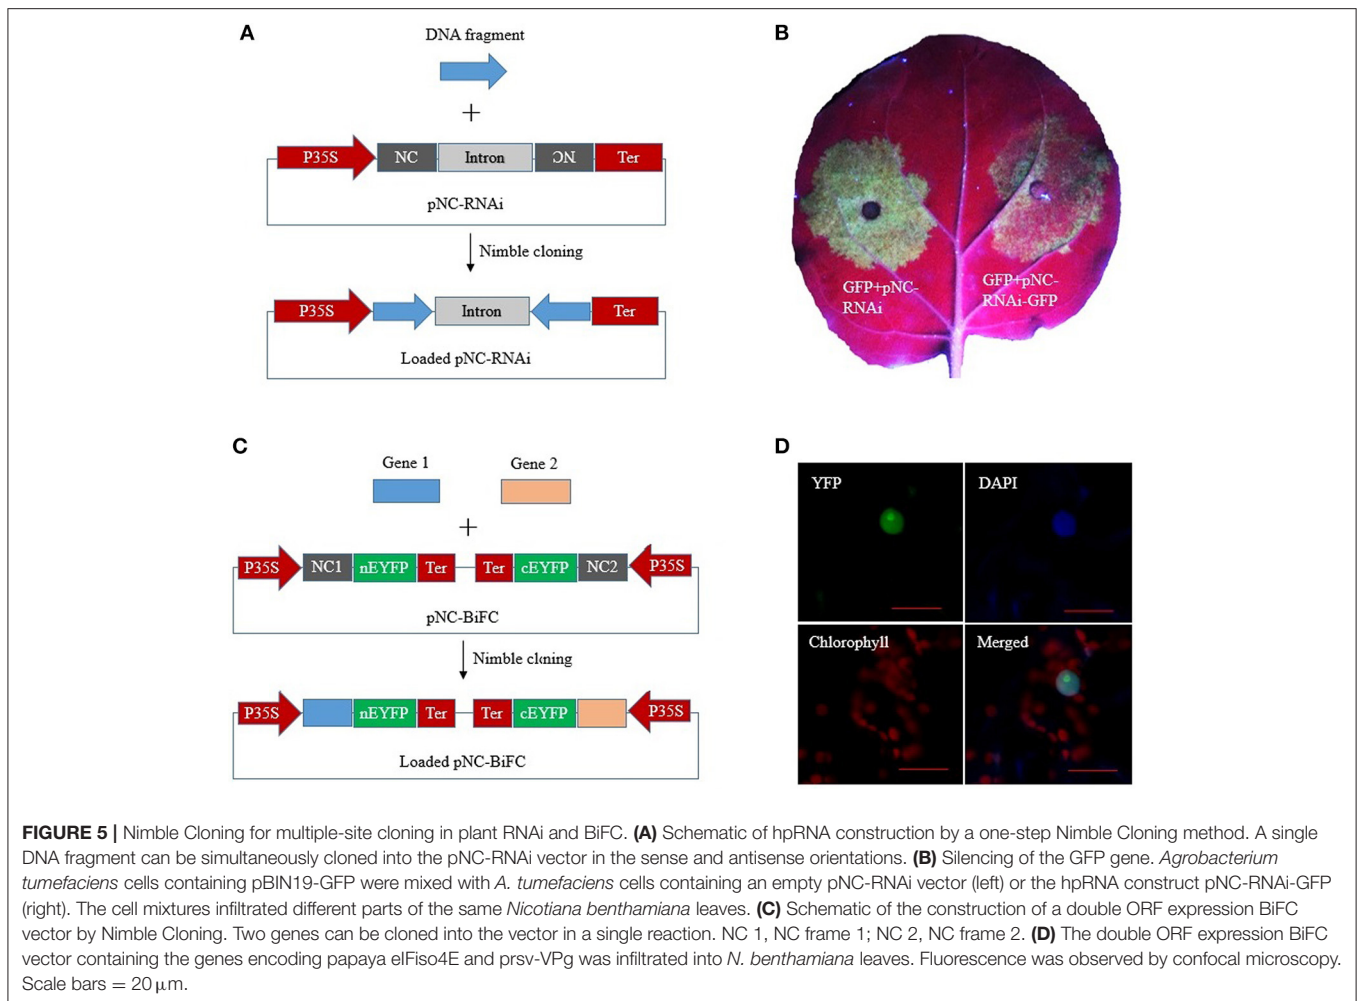 A
DNA fragment
+
P35S NC Intron NC Ter
pNC-RNAi
Nimble cloning
P35S Intron Ter
Loaded pNC-RNAi
B
GFP+pNC-
RNAi
GFP+pNC-
RNAi-GFP
C
Gene 1 Gene 2
+
P35S NC1 nEYFP Ter Ter cEYFP NC2 P35S
pNC-BiFC
Nimble cloning
P35S nEYFP Ter Ter cEYFP P35S
Loaded pNC-BiFC
D
YFP DAPI
Chlorophyll Merged
FIGURE 5 | Nimble Cloning for multiple-site cloning in plant RNAi and BiFC. (A) Schematic of hpRNA construction by a one-step Nimble Cloning method. A single
DNA fragment can be simultaneously cloned into the pNC-RNAi vector in the sense and antisense orientations. (B) Silencing of the GFP gene. Agrobacterium
tumefaciens cells containing pBIN19-GFP were mixed with A. tumefaciens cells containing an empty pNC-RNAi vector (left) or the hpRNA construct pNC-RNAi-GFP
(right). The cell mixtures infiltrated different parts of the same Nicotiana benthamiana leaves. (C) Schematic of the construction of a double ORF expression BiFC
vector by Nimble Cloning. Two genes can be cloned into the vector in a single reaction. NC 1, NC frame 1; NC 2, NC frame 2. (D) The double ORF expression BiFC
vector containing the genes encoding papaya eIFiso4E and prsv-VPg was infiltrated into N. benthamiana leaves. Fluorescence was observed by confocal microscopy.
Scale bars = 20 μm.